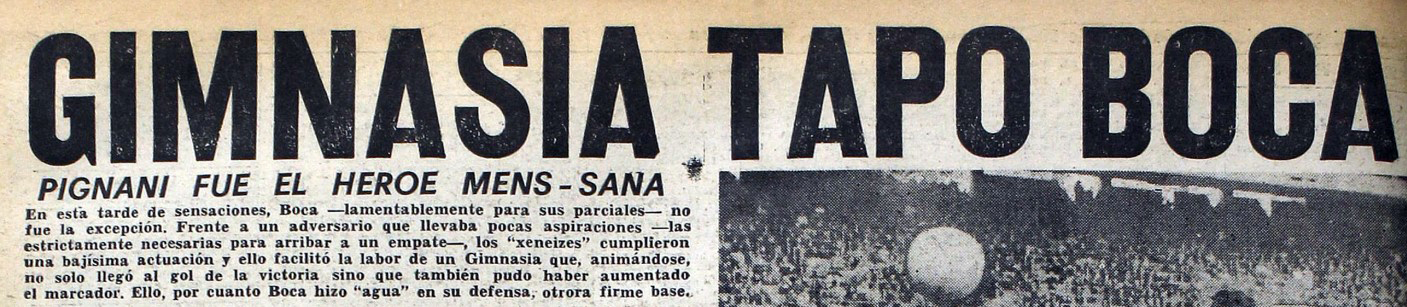 GIMNASIA TAPO BOCA
PIGNANI FUE EL HEROE MENS-SANA
En esta tarde de sensaciones, Boca —lamentablemente para sus parciales— no
fue la excepción. Frente a un adversario que llevaba pocas aspiraciones —las
estrictamente necesarias para arribar a un empate—, los "xeneizes" cumplieron
una bajísima actuación y ello facilitó la labor de un Gimnasia que, animándose,
no solo llegó al gol de la victoria sino que también pudo haber aumentado
el marcador. Ello, por cuanto Boca hizo "agua" en su defensa, otrora firme base.